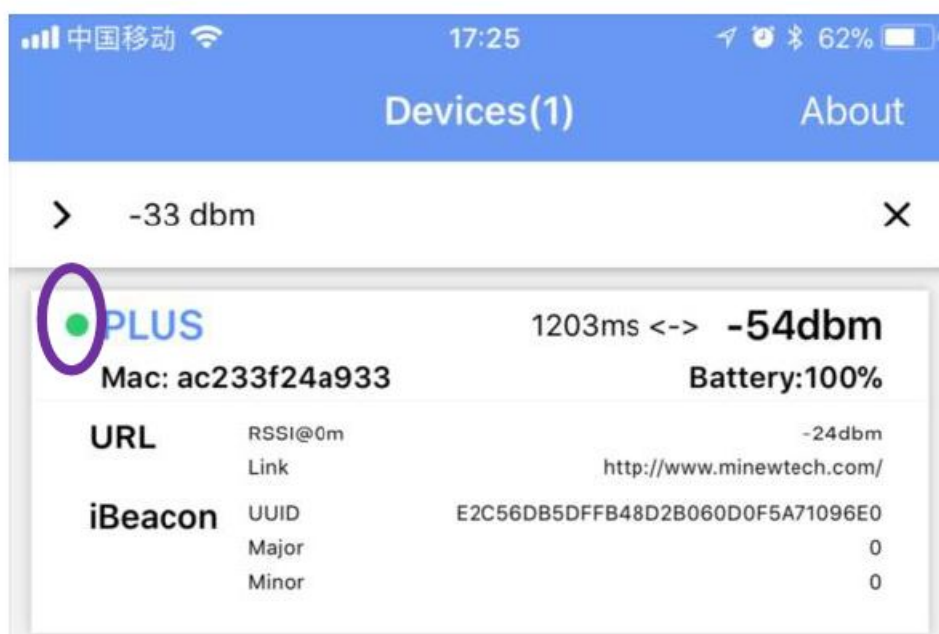 中国移动 17:25 62%
Devices(1) About
-33 dbm
PLUS 1203ms <-> -54dbm
Mac: ac233f24a933 Battery:100%
URL RSSI@0m -24dbm
Link http://www.minewtech.com/
iBeacon UUID E2C56DB5DFFB48D2B060D0F5A71096E0
Major 0
Minor 0